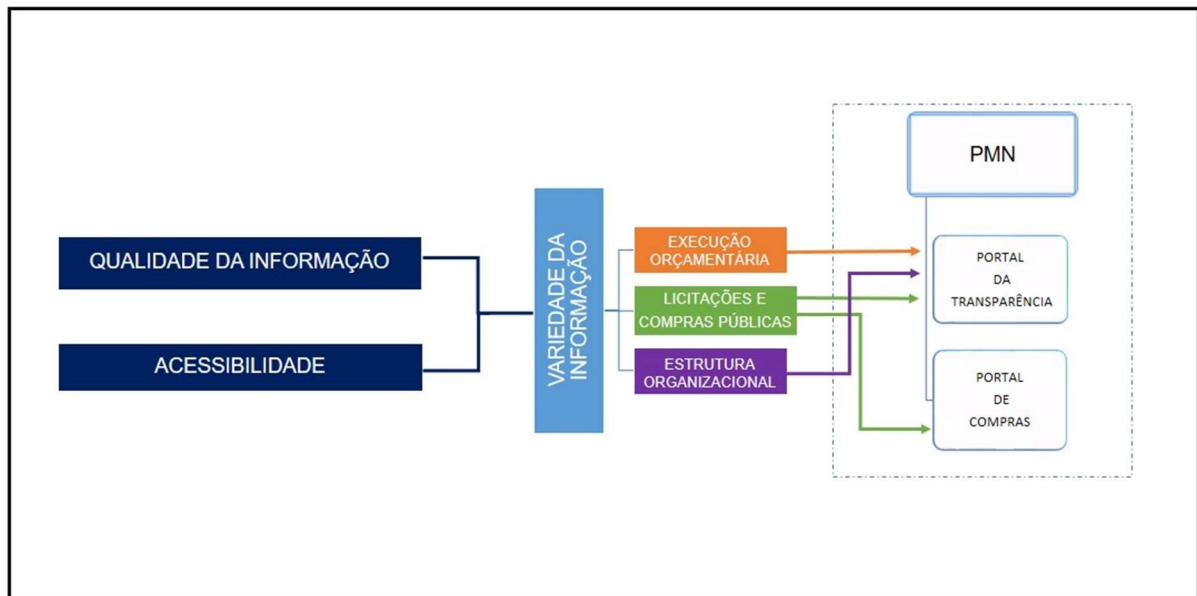 QUALIDADE DA INFORMAÇÃO
ACESSIBILIDADE
VARIEDADE DA
INFORMAÇÃO
EXECUÇÃO
ORÇAMENTÁRIA
LICITAÇÕES E
COMPRAS PÚBLICAS
ESTRUTURA
ORGANIZACIONAL
PMN
PORTAL
DA
TRANSPARÊNCIA
PORTAL
DE
COMPRAS